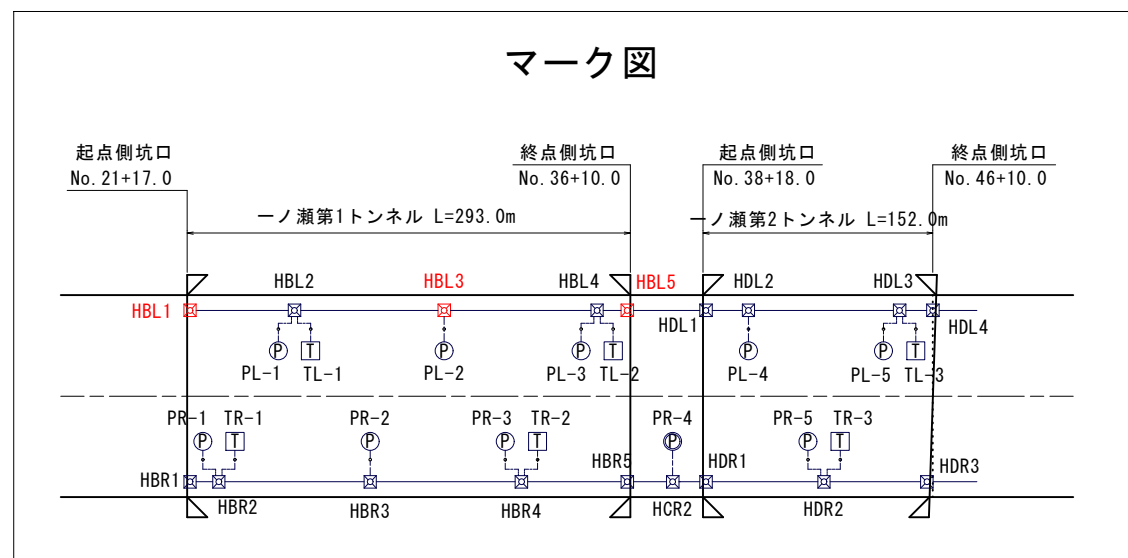 マーク図
起点側坑口
No.21+17.0
終点側坑口
No.36+10.0
起点側坑口
No.38+18.0
終点側坑口
No.46+10.0
一ノ瀬第1トンネル L=293.0m
一ノ瀬第2トンネル L=152.0m
HBL1
HBL2
HBL3
HBL4
HBL5
HDL1
HDL2
HDL3
HDL4
P
T
P
P
T
P
P
T
PL-1
TL-1
PL-2
PL-3
TL-2
PL-4
PL-5
TL-3
PR-1
TR-1
PR-2
PR-3
TR-2
PR-4
PR-5
TR-3
P
T
P
P
T
P
P
T
HBR1
HBR2
HBR3
HBR4
HBR5
HCR2
HDR1
HDR2
HDR3